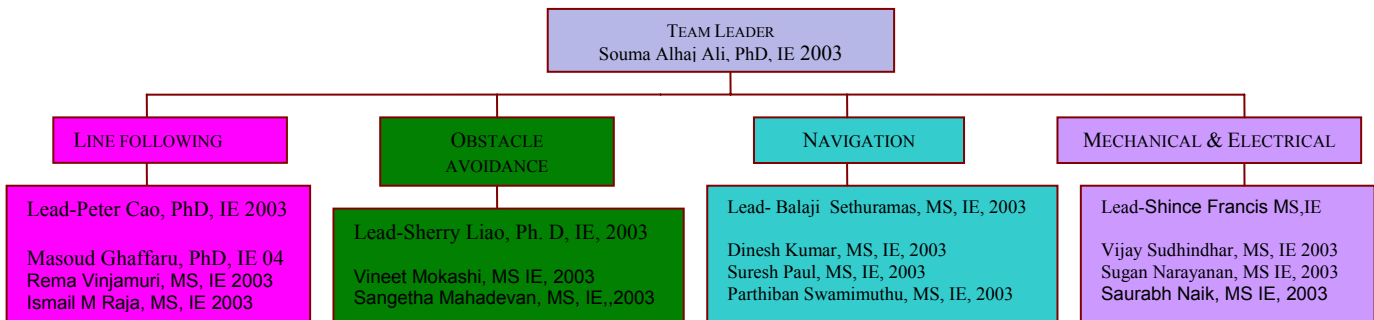 TEAM LEADER
Souma Alhaj Ali, PhD, IE 2003
LINE FOLLOWING
Lead-Peter Cao, PhD, IE 2003
Masoud Ghaffaru, PhD, IE 04
Rema Vinjamuri, MS, IE 2003
Ismail M Raja, MS, IE 2003
OBSTACLE
AVOIDANCE
Lead-Sherry Liao, Ph. D, IE, 2003
Vineet Mokashi, MS IE, 2003
Sangetha Mahadevan, MS, IE,,2003
NAVIGATION
Lead- Balaji Sethuramas, MS, IE, 2003
Dinesh Kumar, MS, IE, 2003
Suresh Paul, MS, IE, 2003
Parthiban Swamimuthu, MS, IE, 2003
MECHANICAL & ELECTRICAL
Lead-Shince Francis MS,IE
Vijay Sudhindhar, MS, IE 2003
Sugan Narayanan, MS IE, 2003
Saurabh Naik, MS IE, 2003